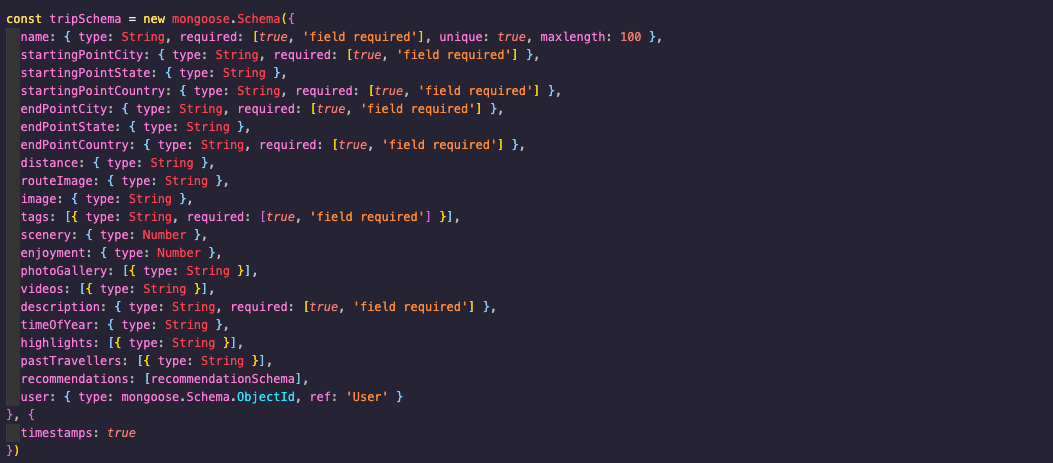 const tripSchema = new mongoose.Schema({
  name: { type: String, required: [true, 'field required'], unique: true, maxlength: 100 },
  startingPointCity: { type: String, required: [true, 'field required'] },
  startingPointState: { type: String },
  startingPointCountry: { type: String, required: [true, 'field required'] },
  endPointCity: { type: String, required: [true, 'field required'] },
  endPointState: { type: String },
  endPointCountry: { type: String, required: [true, 'field required'] },
  distance: { type: String },
  routeImage: { type: String },
  image: { type: String },
  tags: [{ type: String, required: [true, 'field required'] }],
  scenery: { type: Number },
  enjoyment: { type: Number },
  photoGallery: [{ type: String }],
  videos: [{ type: String }],
  description: { type: String, required: [true, 'field required'] },
  timeOfYear: { type: String },
  highlights: [{ type: String }],
  pastTravellers: [{ type: String }],
  recommendations: [recommendationSchema],
  user: { type: mongoose.Schema.ObjectId, ref: 'User' }
}, {
  timestamps: true
})